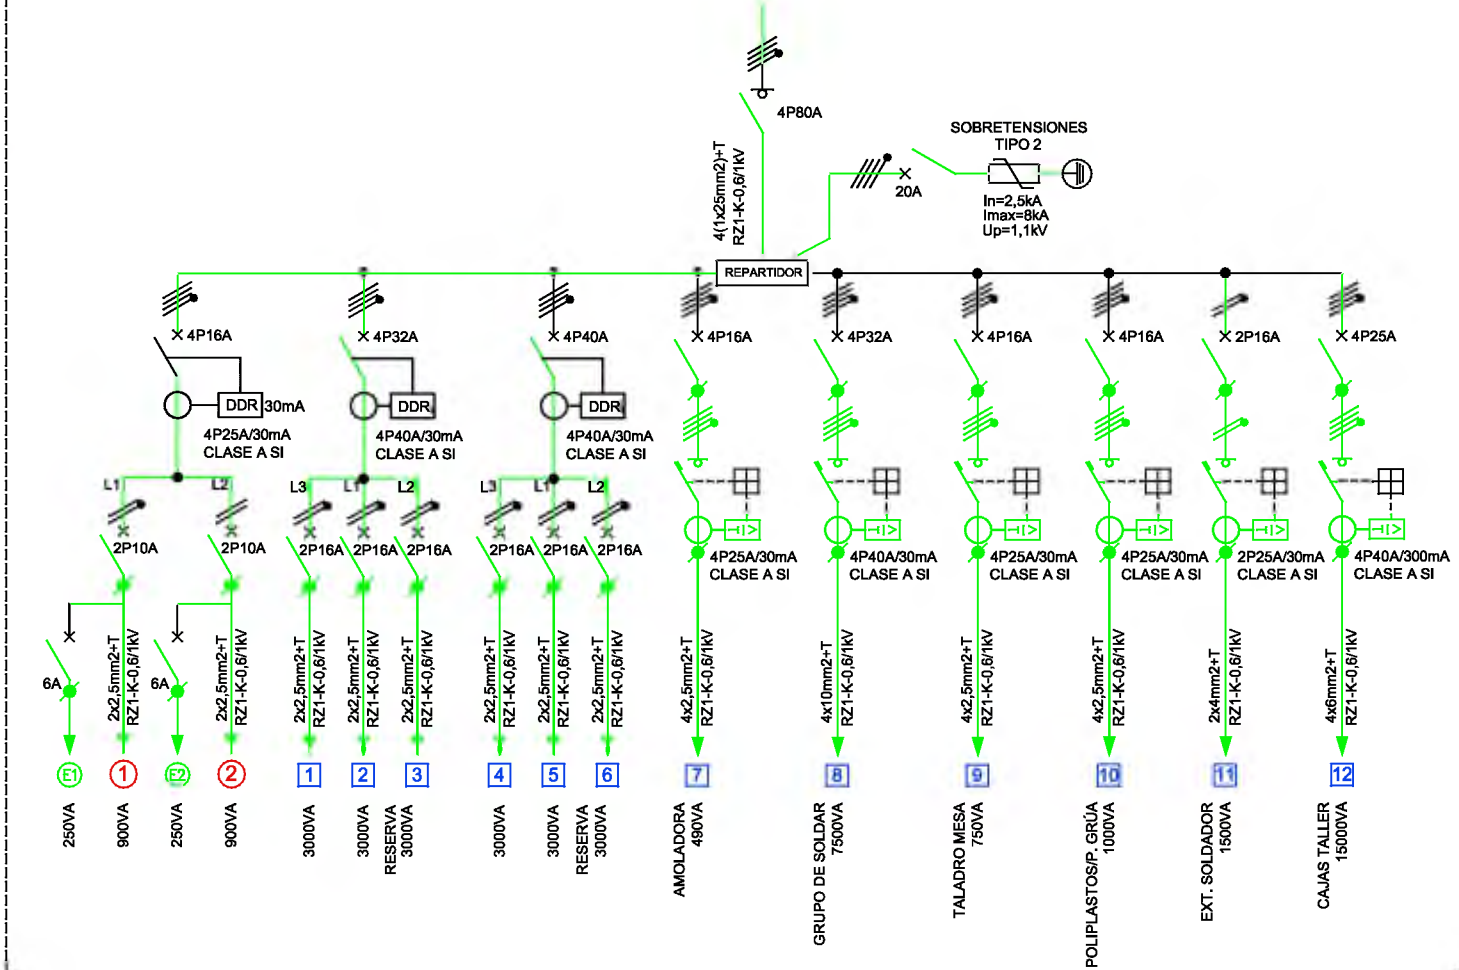 4P80A
4(1x25mm2)+T
RZ1-K-0,6/1kV
SOBRETENSIONES
TIPO 2
20A
In=2,5kA
Imax=8kA
Up=1,1kV
REPARTIDOR
4P16A
4P32A
4P40A
4P16A
4P32A
4P16A
4P16A
2P16A
4P25A
DDR
30mA
DDR
DDR
4P25A/30mA
CLASE A SI
4P40A/30mA
CLASE A SI
4P40A/30mA
CLASE A SI
L1
L2
L3
L1
L2
L3
L1
L2
2P10A
2P10A
2P16A
2P16A
2P16A
2P16A
2P16A
2P16A
4P25A/30mA
CLASE A SI
4P40A/30mA
CLASE A SI
4P25A/30mA
CLASE A SI
4P25A/30mA
CLASE A SI
2P25A/30mA
CLASE A SI
4P40A/300mA
CLASE A SI
6A
2x2,5mm2+T
RZ1-K-0,6/1kV
6A
2x2,5mm2+T
RZ1-K-0,6/1kV
2x2,5mm2+T
RZ1-K-0,6/1kV
2x2,5mm2+T
RZ1-K-0,6/1kV
2x2,5mm2+T
RZ1-K-0,6/1kV
2x2,5mm2+T
RZ1-K-0,6/1kV
2x2,5mm2+T
RZ1-K-0,6/1kV
2x2,5mm2+T
RZ1-K-0,6/1kV
4x2,5mm2+T
RZ1-K-0,6/1kV
4x10mm2+T
RZ1-K-0,6/1kV
4x2,5mm2+T
RZ1-K-0,6/1kV
4x2,5mm2+T
RZ1-K-0,6/1kV
2x4mm2+T
RZ1-K-0,6/1kV
4x6mm2+T
RZ1-K-0,6/1kV
E1
1
E2
2
1
2
3
4
5
6
7
8
9
10
11
12
250VA
900VA
250VA
900VA
3000VA
3000VA
RESERVA
3000VA
3000VA
3000VA
RESERVA
3000VA
AMOLADORA
490VA
GRUPO DE SOLDAR
7500VA
TALADRO MESA
750VA
POLIPLASTOS/P. GRÚA
1000VA
EXT. SOLDADOR
1500VA
CAJAS TALLER
15000VA